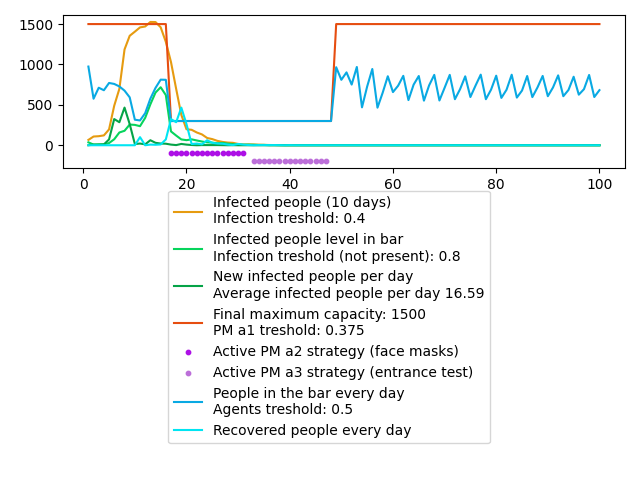 1500
1000
500
0
0
20
40
60
80
100
Infected people (10 days)
Infection treshold: 0.4
Infected people level in bar
Infection treshold (not present): 0.8
New infected people per day
Average infected people per day 16.59
Final maximum capacity: 1500
PM a1 treshold: 0.375
Active PM a2 strategy (face masks)
Active PM a3 strategy (entrance test)
People in the bar every day
Agents treshold: 0.5
Recovered people every day